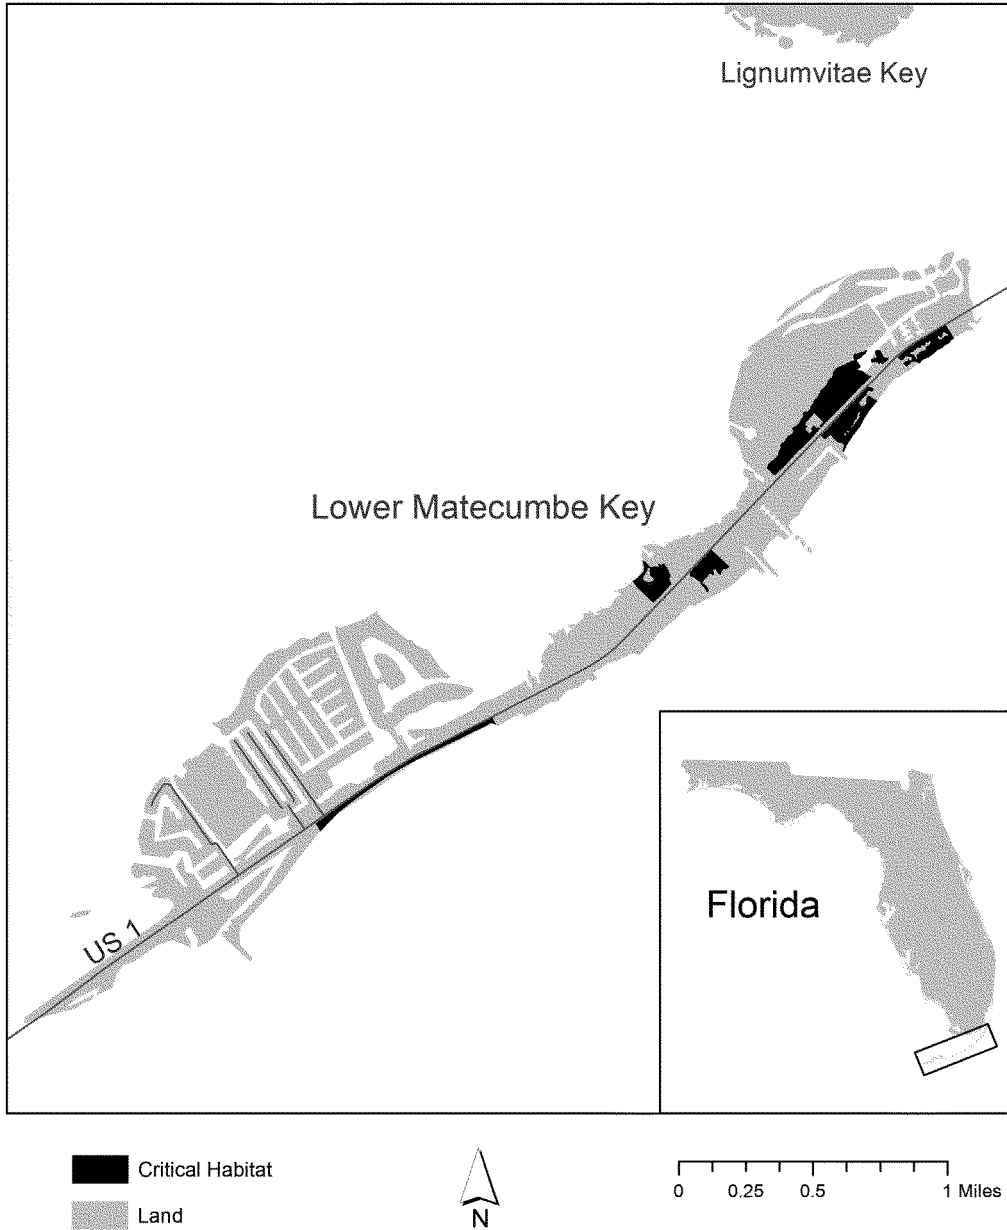 Lignumvitae Key
Lower Matecumbe Key
US 1
Florida
Critical Habitat
Land
N
0 0.25 0.5 1 Miles